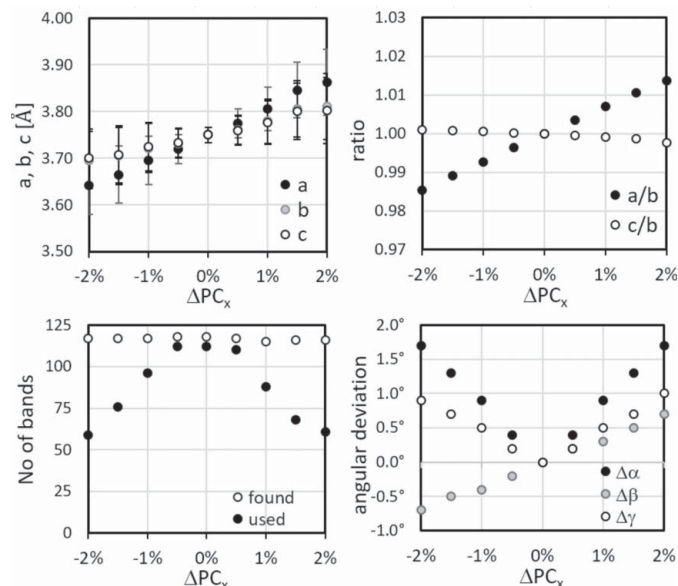 4.00
3.90
3.80
3.70
3.60
3.50
a, b, c [Å]
a
b
c
-2% -1% 0% 1% 2%
ΔPCx
1.03
1.02
1.01
1.00
0.99
0.98
0.97
ratio
a/b
c/b
-2% -1% 0% 1% 2%
ΔPCx
125
100
75
50
25
0
No of bands
found
used
-2% -1% 0% 1% 2%
ΔPCx
2.0°
1.5°
1.0°
0.5°
0.0°
-0.5°
-1.0°
angular deviation
Δα
Δβ
Δγ
-2% -1% 0% 1% 2%
ΔPCx